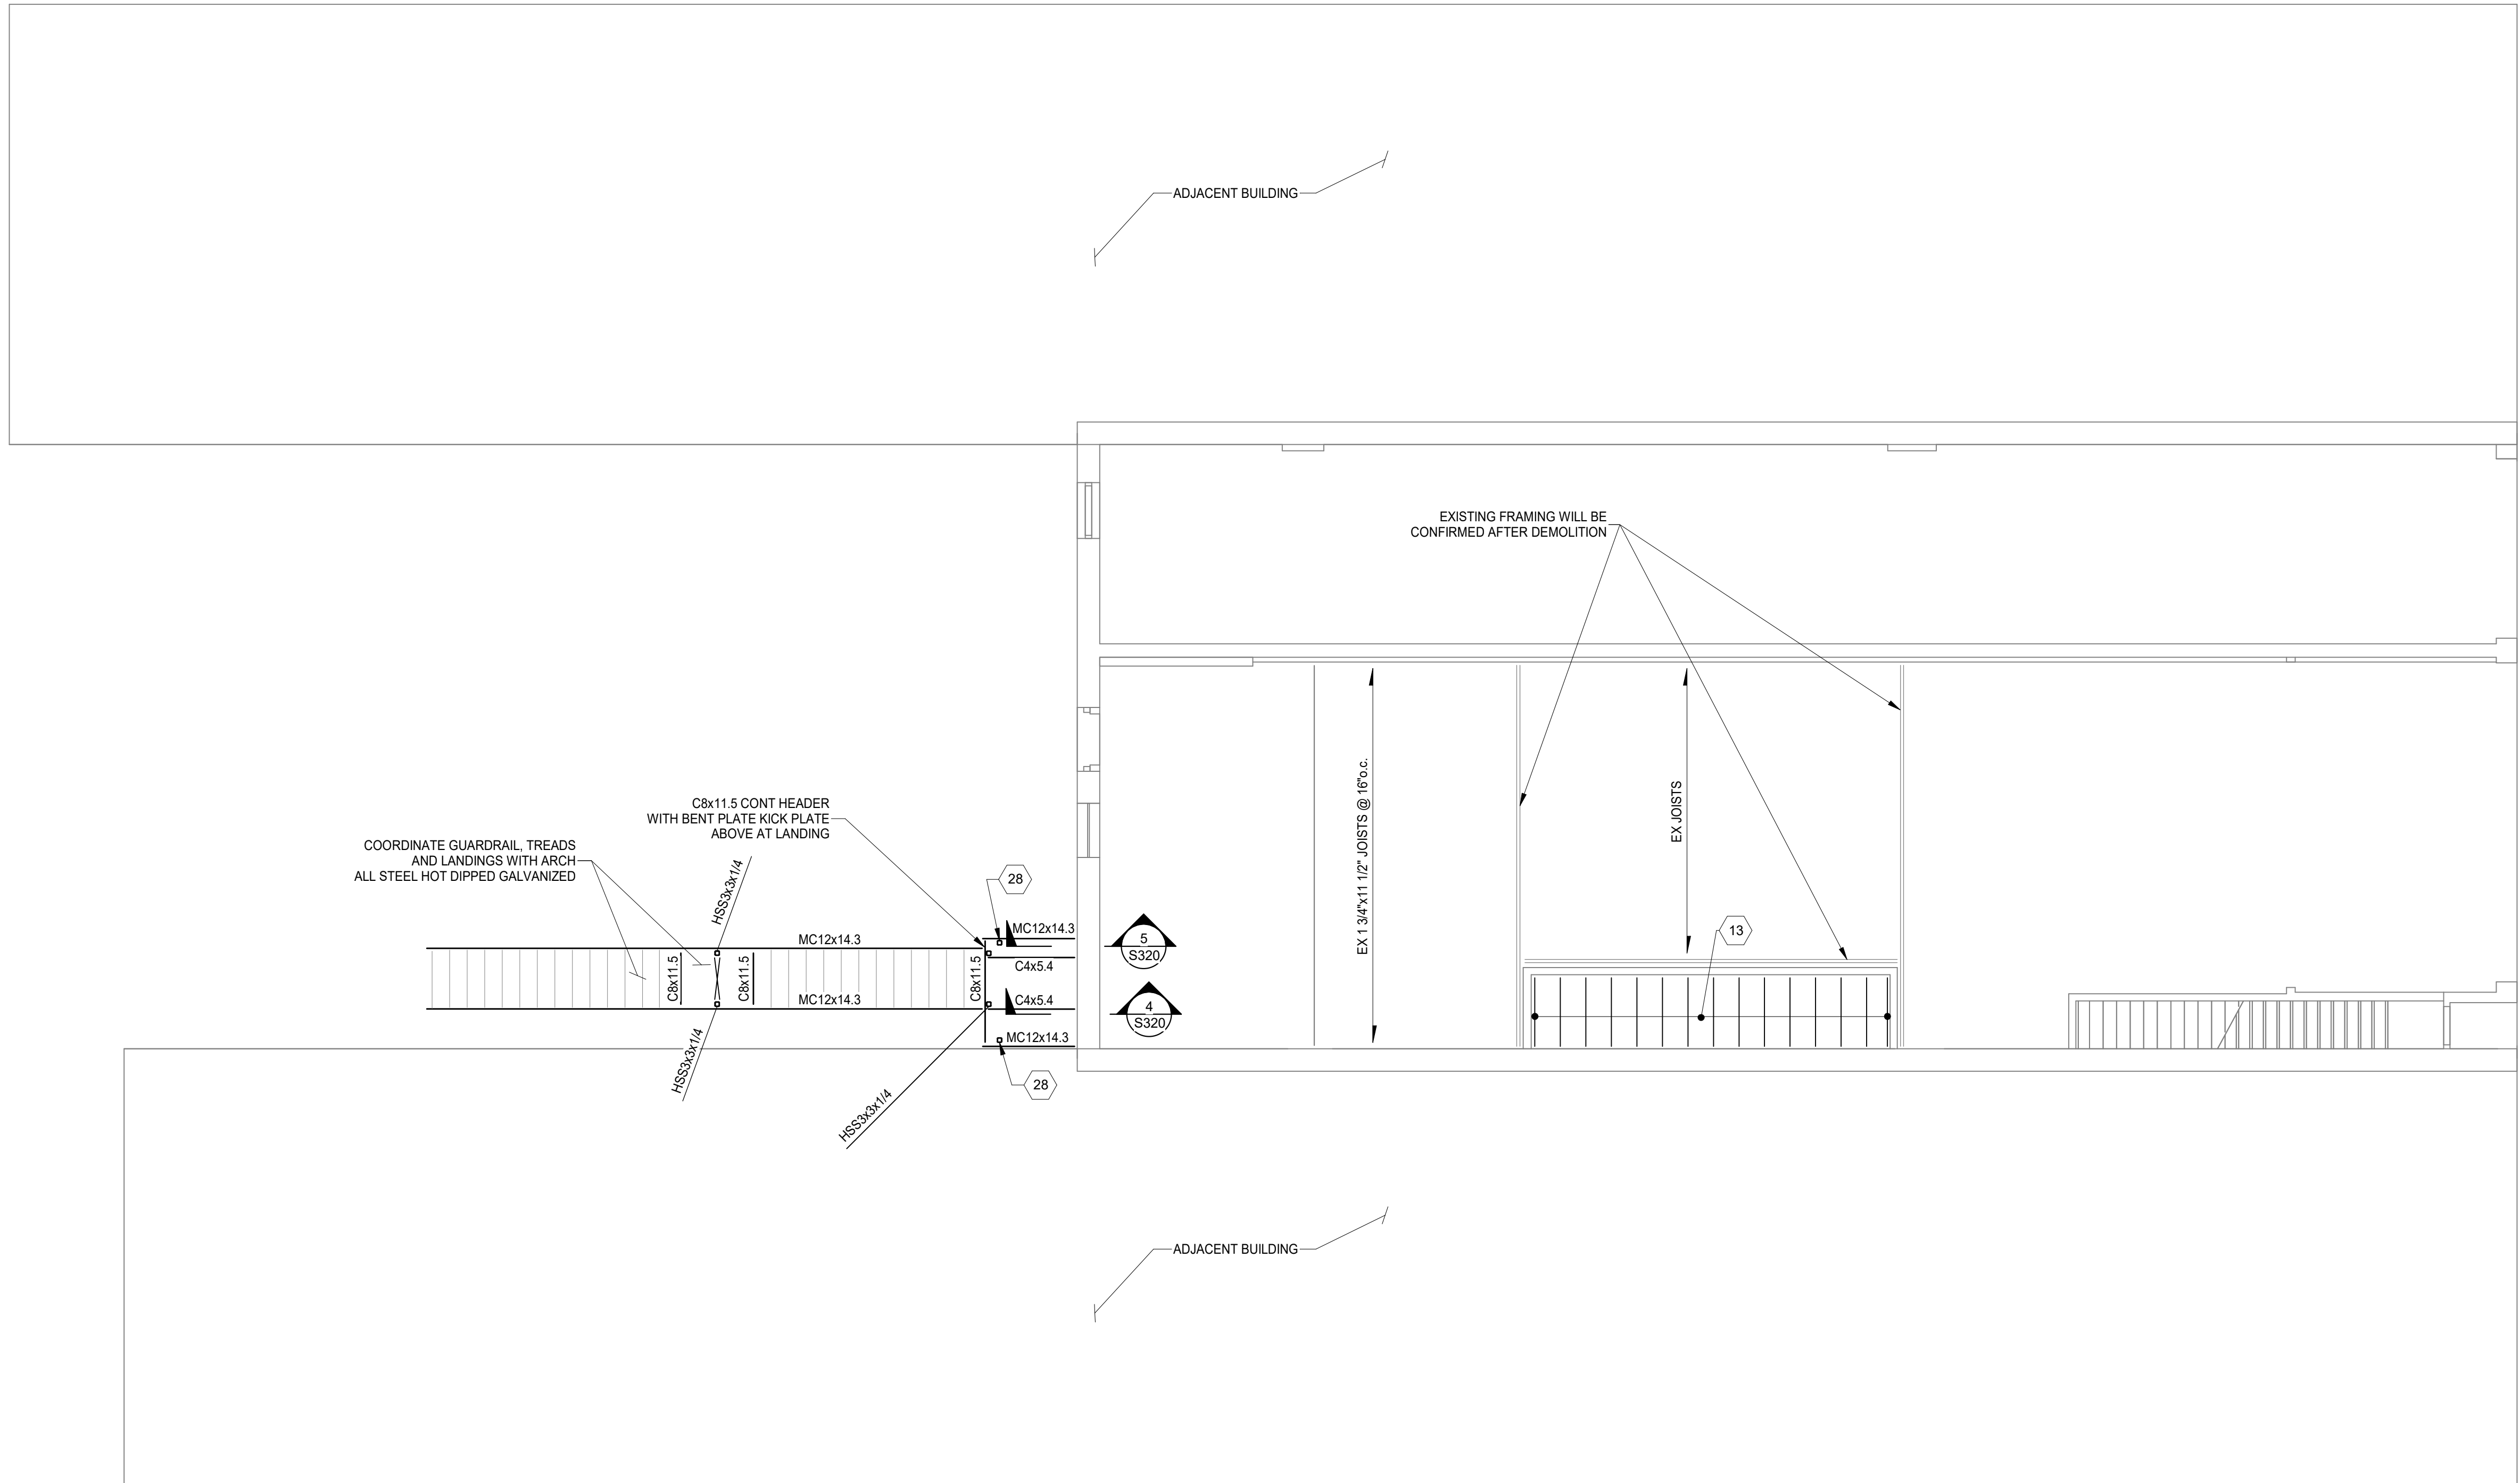 ADJACENT BUILDING
EXISTING FRAMING WILL BE
CONFIRMED AFTER DEMOLITION
EX 1 3/4"x11 1/2" JOISTS @ 16"o.c.
EX JOISTS
C8x11.5 CONT HEADER
WITH BENT PLATE KICK PLATE
ABOVE AT LANDING
COORDINATE GUARDRAIL, TREADS
AND LANDINGS WITH ARCH
ALL STEEL HOT DIPPED GALVANIZED
HSS3x3x1/4
28
MC12x14.3
MC12x14.3
5
S320
13
C8x11.5
C8x11.5
C8x11.5
C4x5.4
MC12x14.3
C4x5.4
4
S320
MC12x14.3
HSS3x3x1/4
28
HSS3x3x1/4
ADJACENT BUILDING